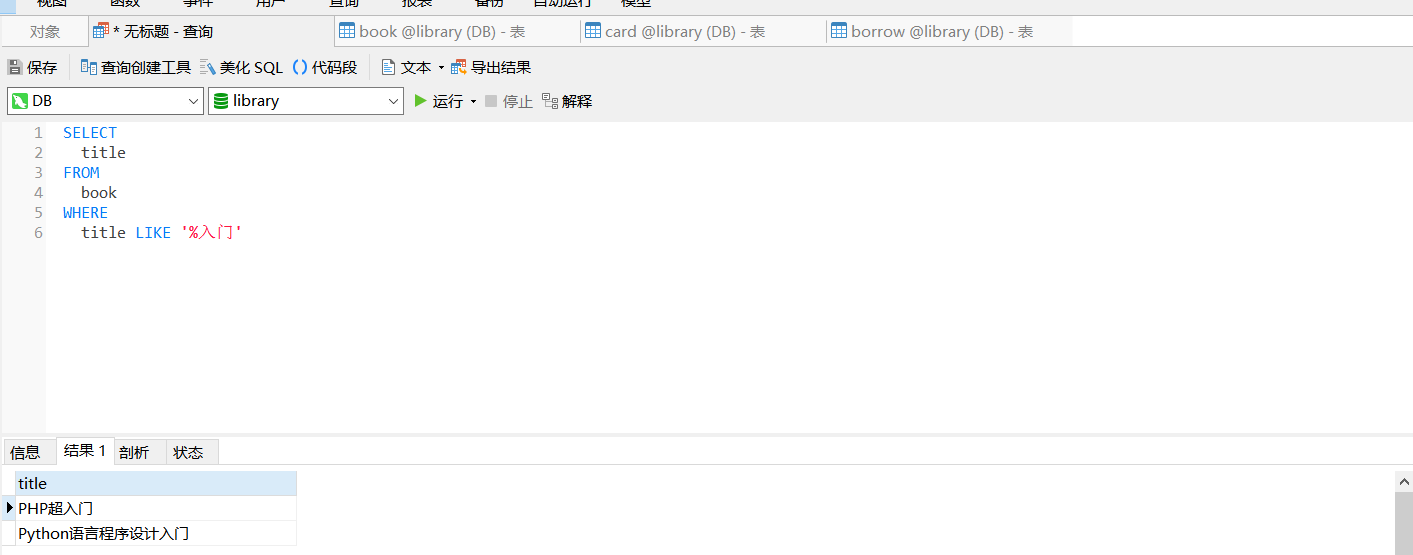 视图 函数 事件 用户 查询 报表 备份 自动运行 模型
对象 * 无标题 - 查询 book @library (DB) - 表 card @library (DB) - 表 borrow @library (DB) - 表
保存 查询创建工具 美化 SQL () 代码段 文本 导出结果
DB library 运行 停止 解释
1 SELECT
2 title
3 FROM
4 book
5 WHERE
6 title LIKE '%入门'
信息 结果 1 剖析 状态
title
PHP超入门
Python语言程序设计入门